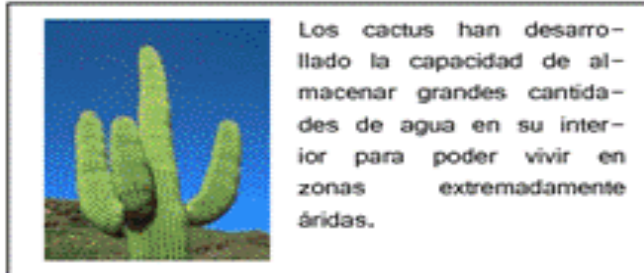 Los cactus han desarro-
llado la capacidad de al-
macenar grandes cantida-
des de agua en su inter-
ior para poder vivir en
zonas extremadamente
áridas.